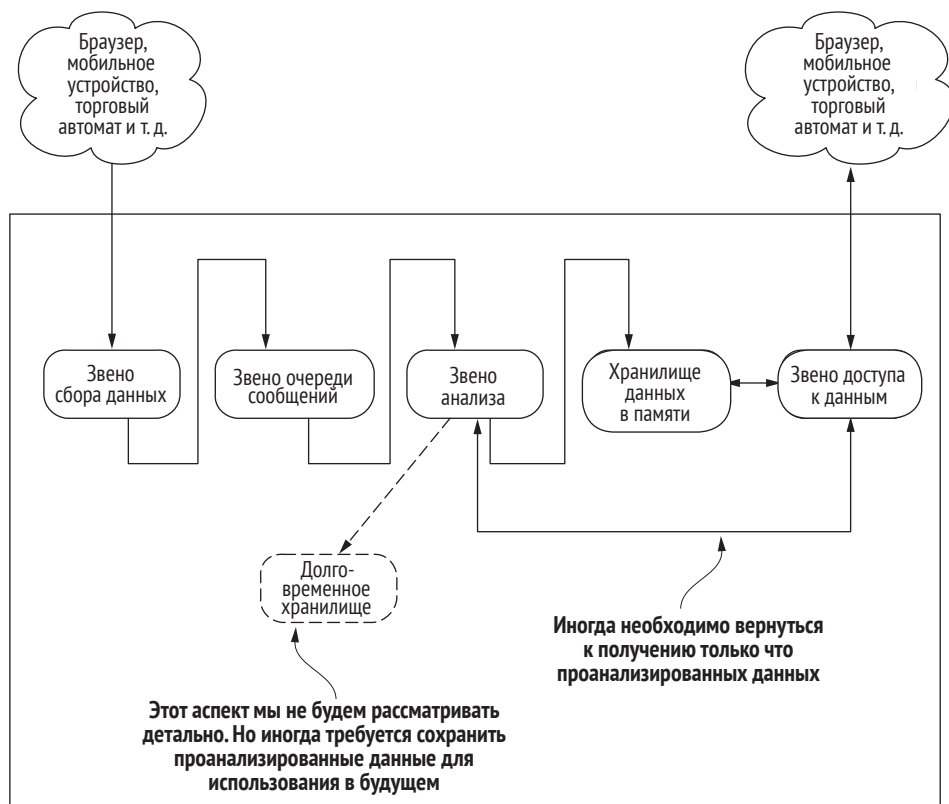 Браузер,
мобильное
устройство,
торговый
автомат и т. д.
Браузер,
мобильное
устройство,
торговый
автомат и т. д.
Звено
сбора данных
Звено очереди
сообщений
Звено
анализа
Хранилище
данных
в памяти
Звено доступа
к данным
Долго-
временное
хранилище
Иногда необходимо вернуться
к получению только что
проанализированных данных
Этот аспект мы не будем рассматривать
детально. Но иногда требуется сохранить
проанализированные данные для
использования в будущем